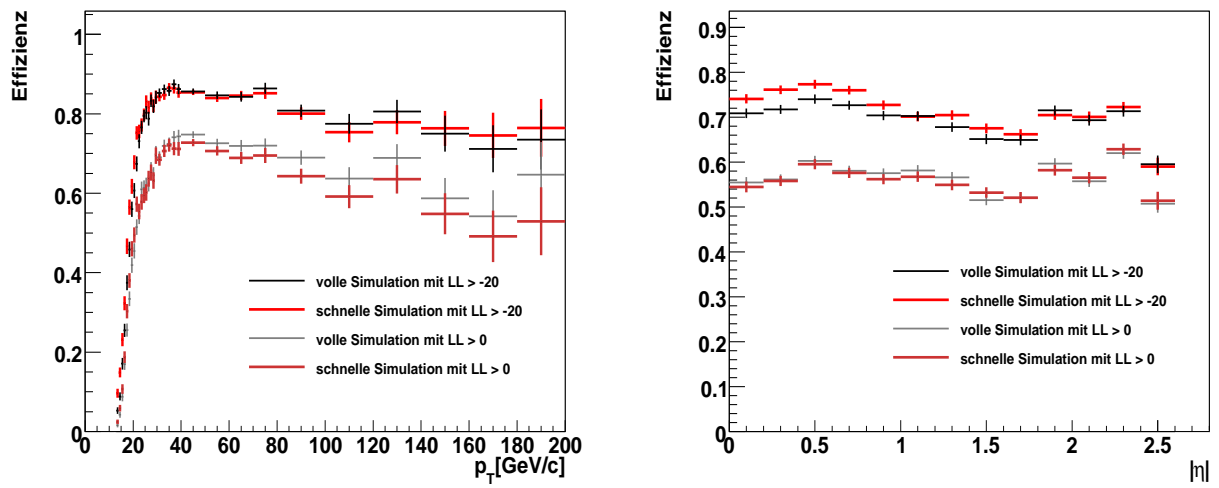 Effizienz
1
0.8
0.6
0.4
0.2
0
0 20 40 60 80 100 120 140 160 180 200
p_T[GeV/c]
volle Simulation mit LL > -20
schnelle Simulation mit LL > -20
volle Simulation mit LL > 0
schnelle Simulation mit LL > 0
Effizienz
0.9
0.8
0.7
0.6
0.5
0.4
0.3
0.2
0.1
0
0 0.5 1 1.5 2 2.5
|η|
volle Simulation mit LL > -20
schnelle Simulation mit LL > -20
volle Simulation mit LL > 0
schnelle Simulation mit LL > 0